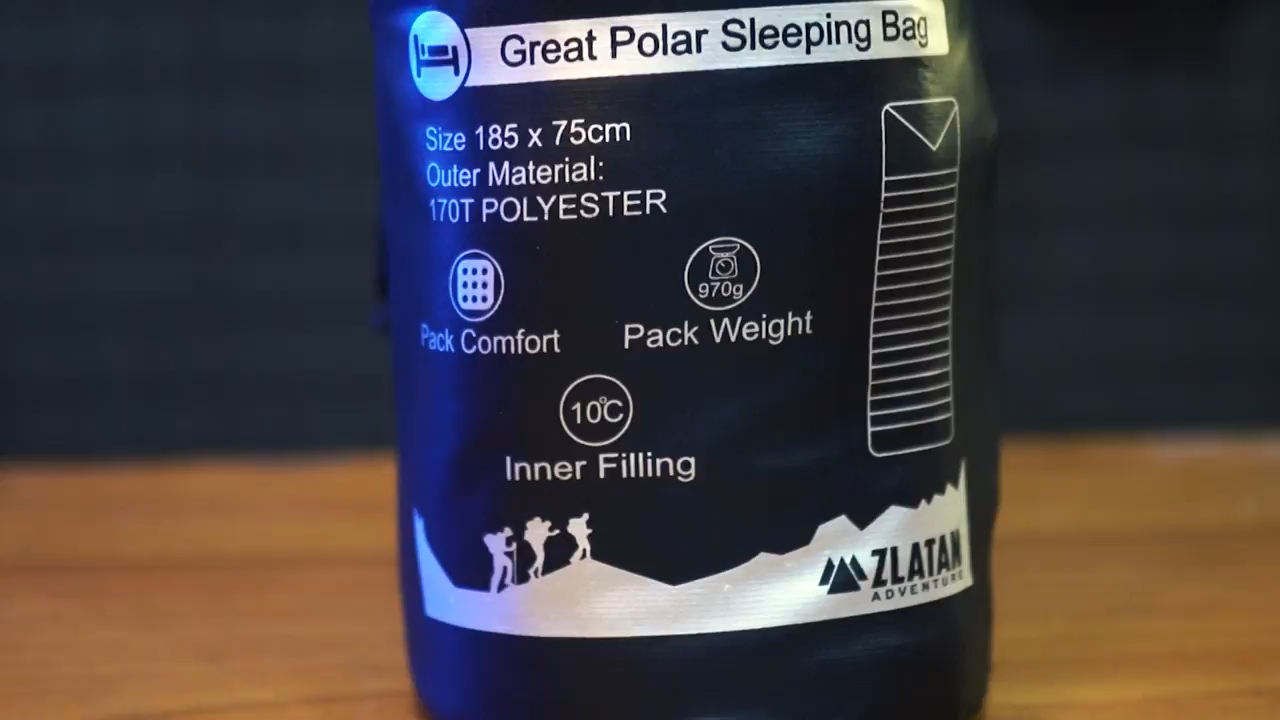 Great Polar Sleeping Bag
Size 185 x 75cm
Outer Material:
170T POLYESTER
970g
Pack Comfort
Pack Weight
10℃
Inner Filling
ZLATAN
ADVENTURE